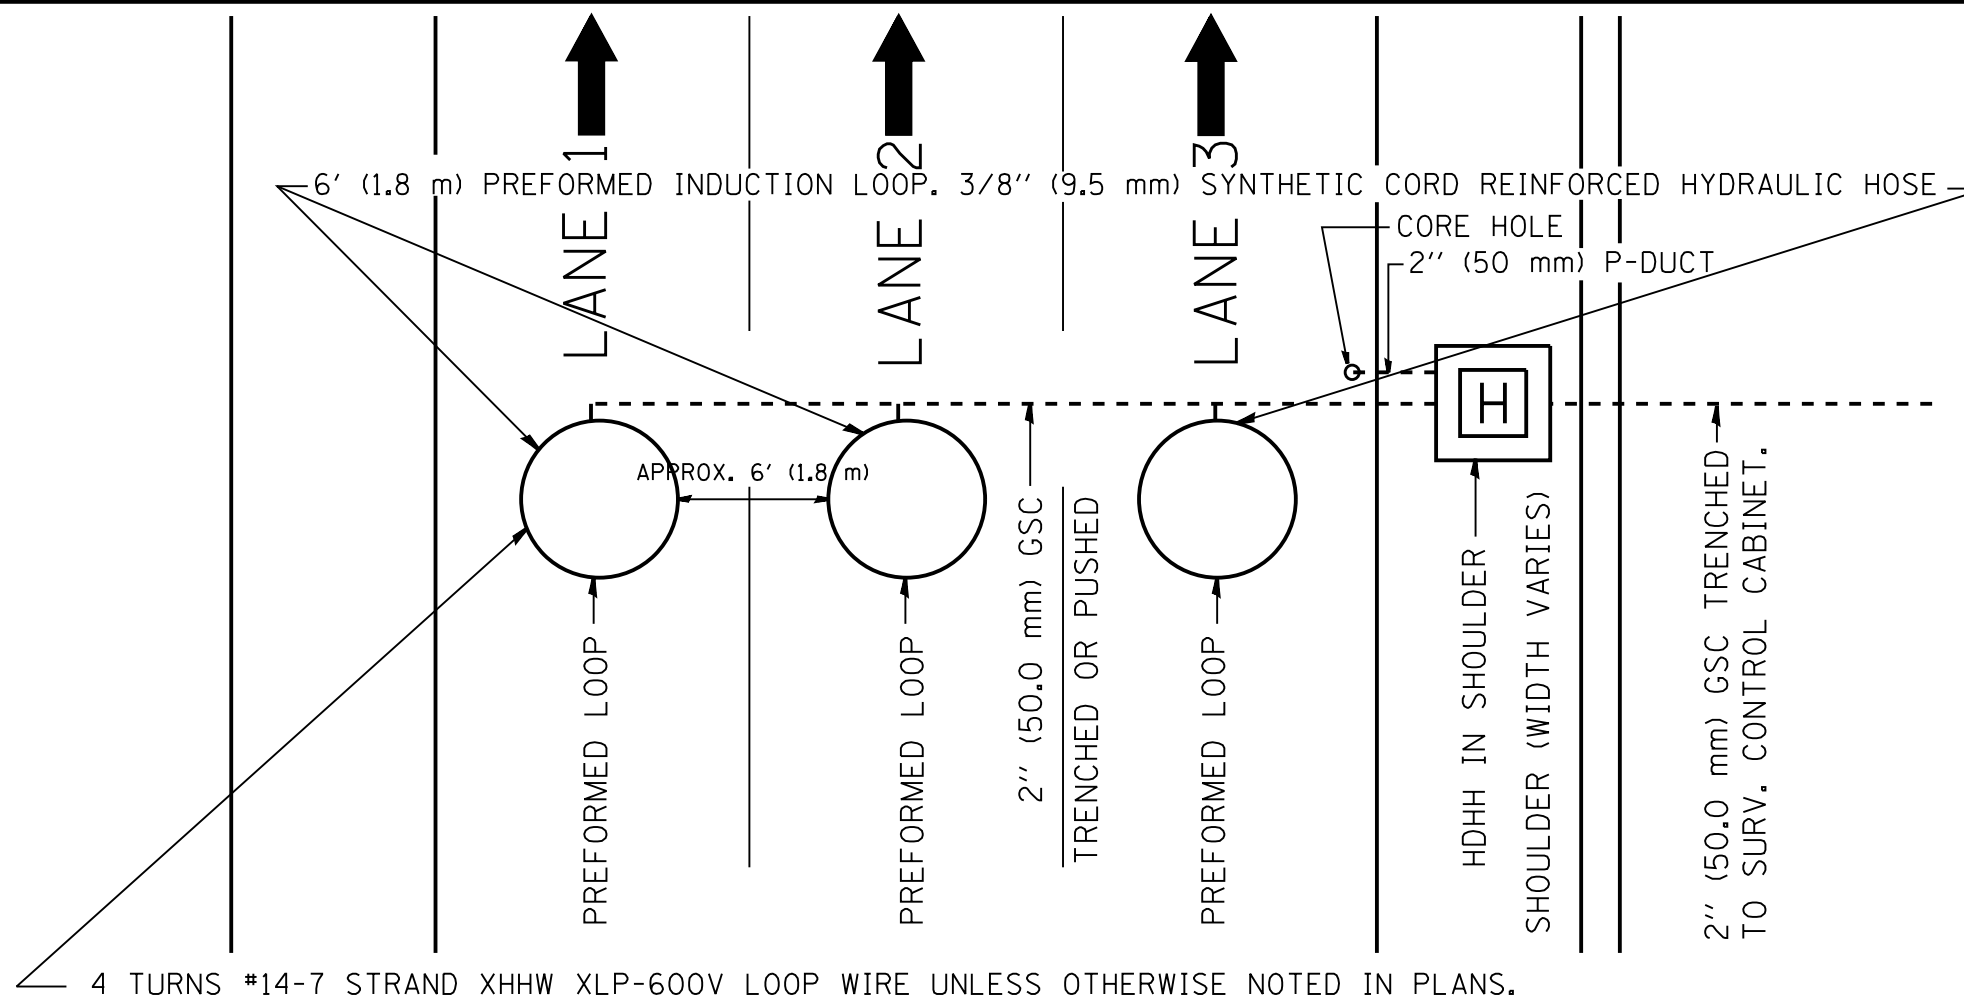 LANE 1
LANE 2
LANE 3
6' (1.8 m) PREFORMED INDUCTION LOOP. 3/8'' (9.5 mm) SYNTHETIC CORD REINFORCED HYDRAULIC HOSE
CORE HOLE
2'' (50 mm) P-DUCT
H
APPROX. 6' (1.8 m)
PREFORMED LOOP
PREFORMED LOOP
2'' (50.0 mm) GSC
TRENCHED OR PUSHED
PREFORMED LOOP
HDHH IN SHOULDER
SHOULDER (WIDTH VARIES)
2'' (50.0 mm) GSC TRENCHED
TO SURV. CONTROL CABINET.
4 TURNS #14-7 STRAND XHHW XLP-600V LOOP WIRE UNLESS OTHERWISE NOTED IN PLANS.